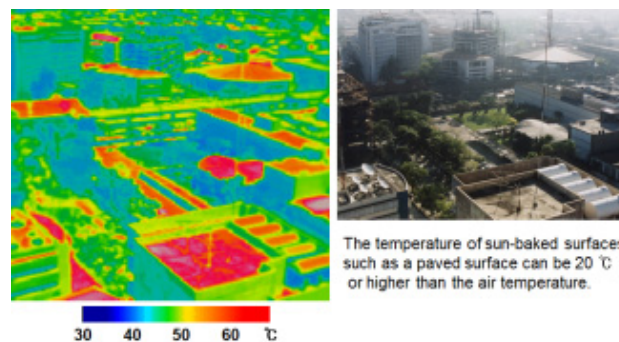 30 40 50 60 ℃
The temperature of sun-baked surfaces
such as a paved surface can be 20 ℃
or higher than the air temperature.